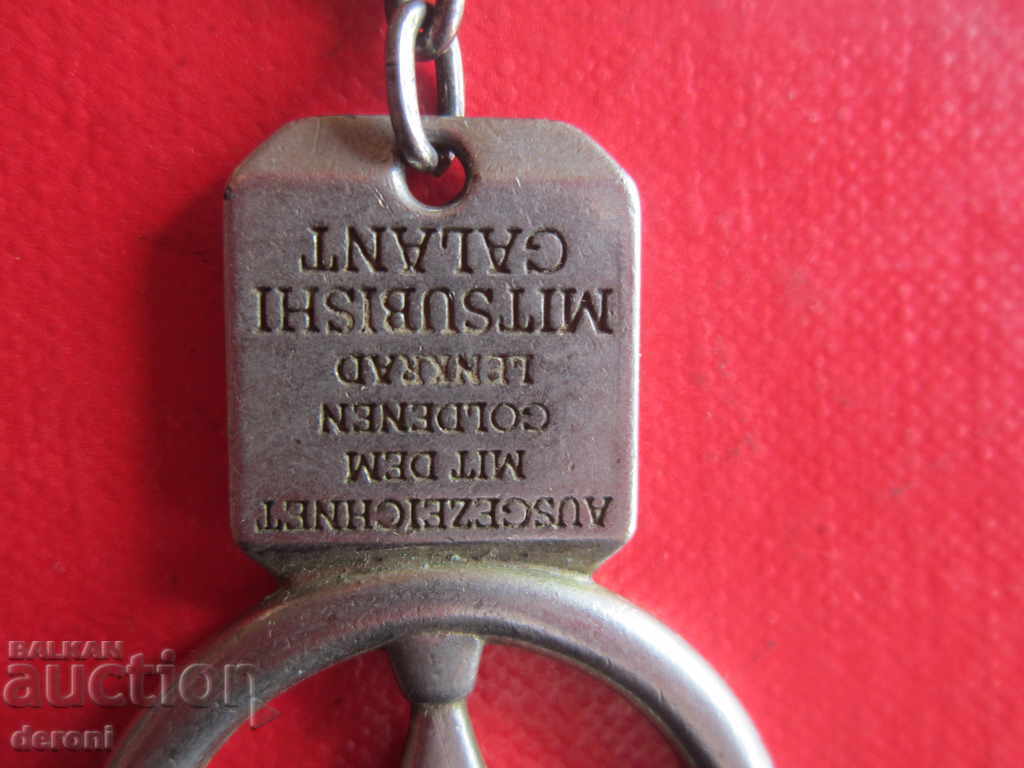 AUSGEZEICHNET
MIT DEM
GOLDENEN
LENKRAD
MITSUBISHI
GALANT
BALKAN
auction
deroni